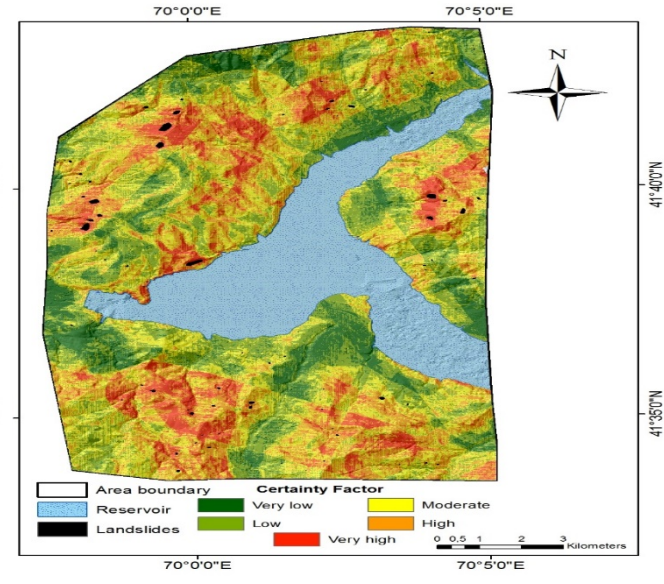 70°0'0"E 70°5'0"E
N
41°40'0"N
41°35'0"N
Area boundary Certainty Factor
Reservoir Very low Moderate
Landslides Low High
Very high 0 0.5 1 2 3 Kilometers
70°0'0"E 70°5'0"E